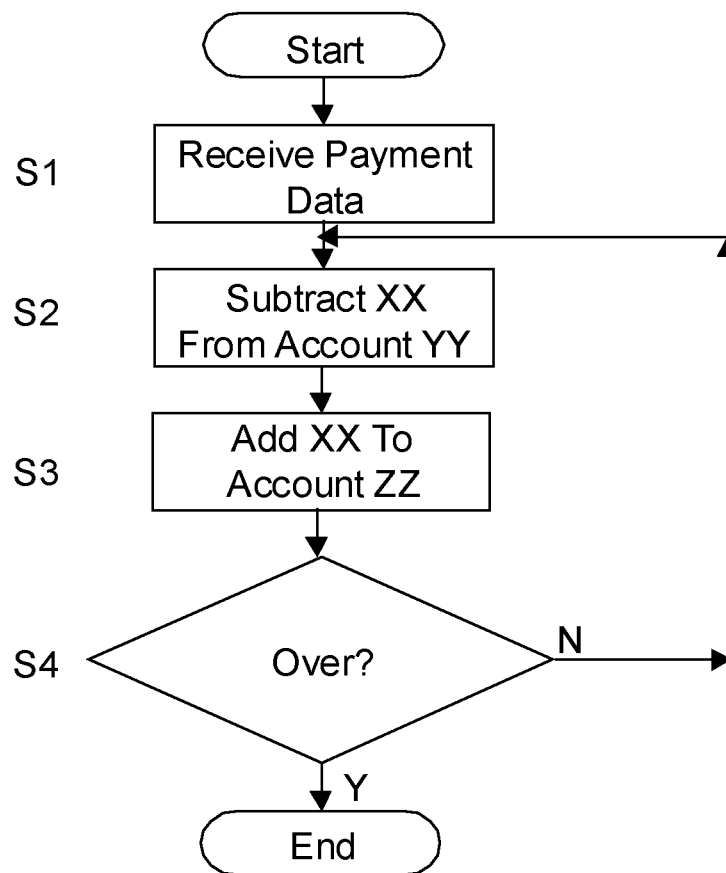 Start
S1
Receive Payment
Data
S2
Subtract XX
From Account YY
S3
Add XX To
Account ZZ
S4
Over?
N
Y
End